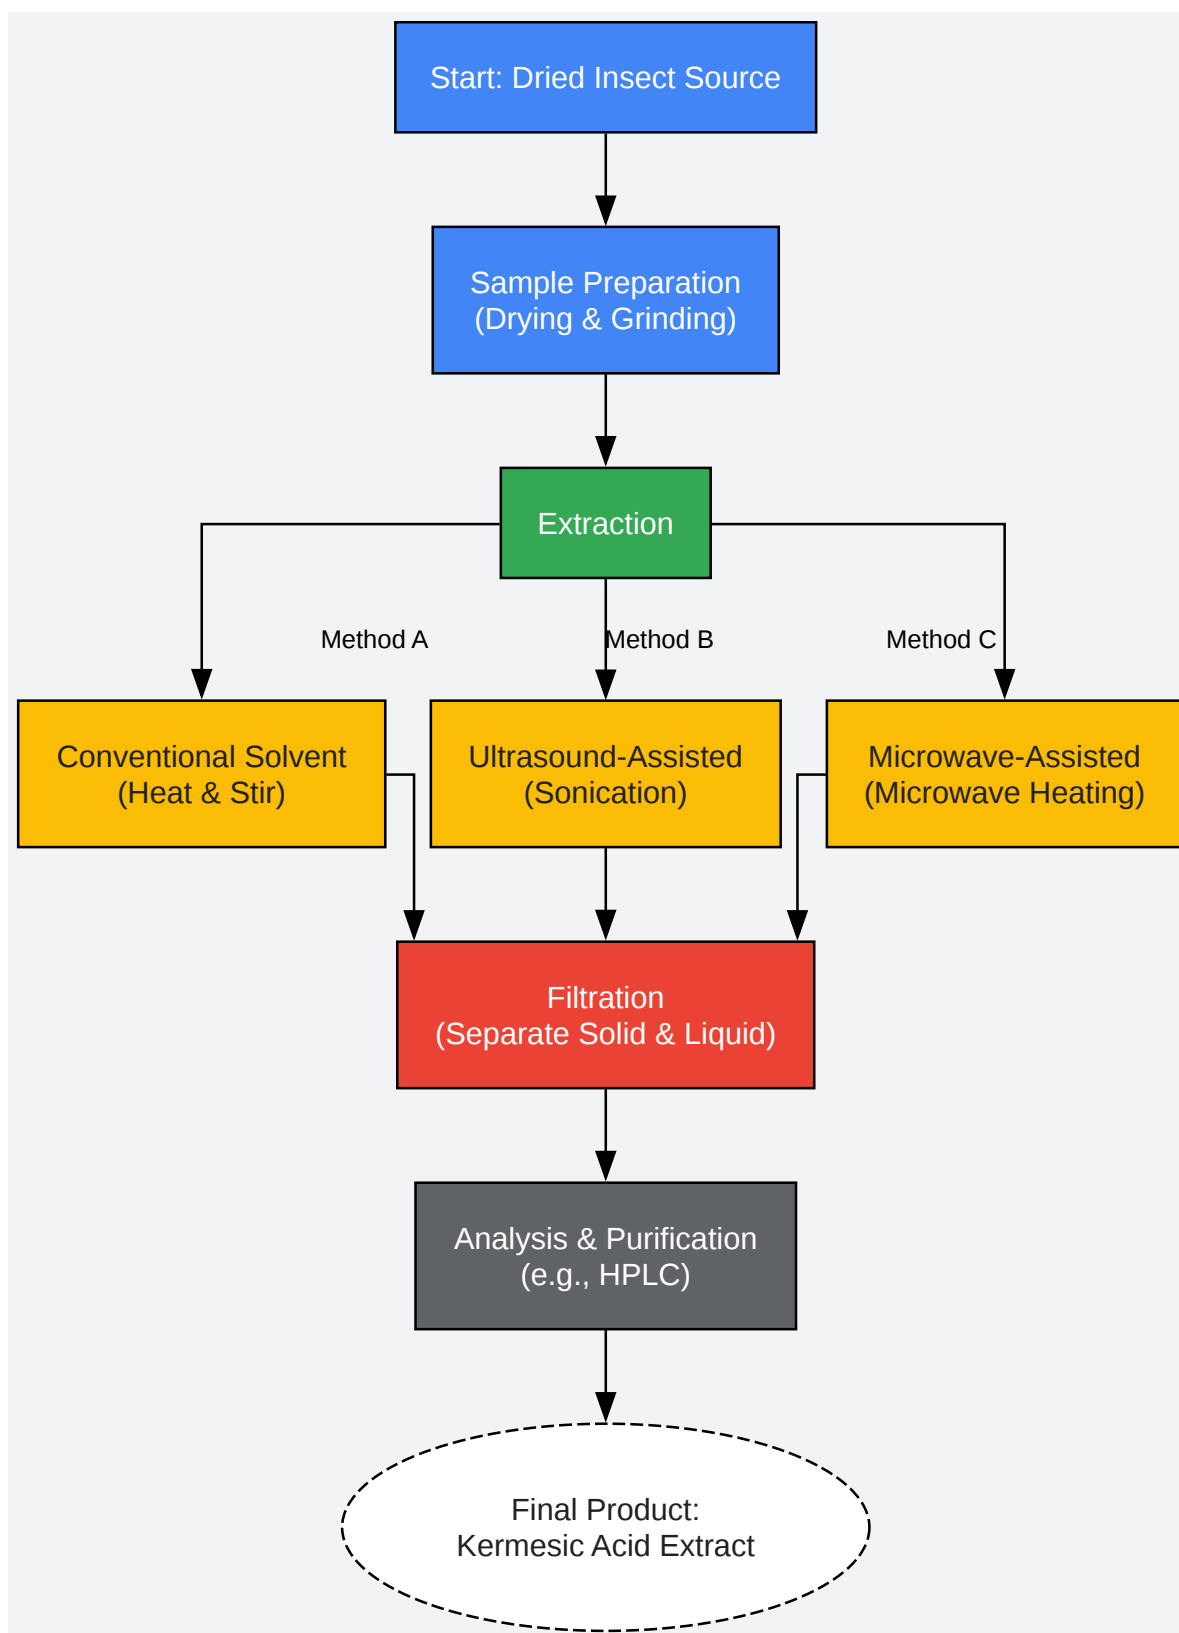 Start: Dried Insect Source
Sample Preparation
(Drying & Grinding)
Extraction
Method A
Method B
Method C
Conventional Solvent
(Heat & Stir)
Ultrasound-Assisted
(Sonication)
Microwave-Assisted
(Microwave Heating)
Filtration
(Separate Solid & Liquid)
Analysis & Purification
(e.g., HPLC)
Final Product:
Kermesic Acid Extract